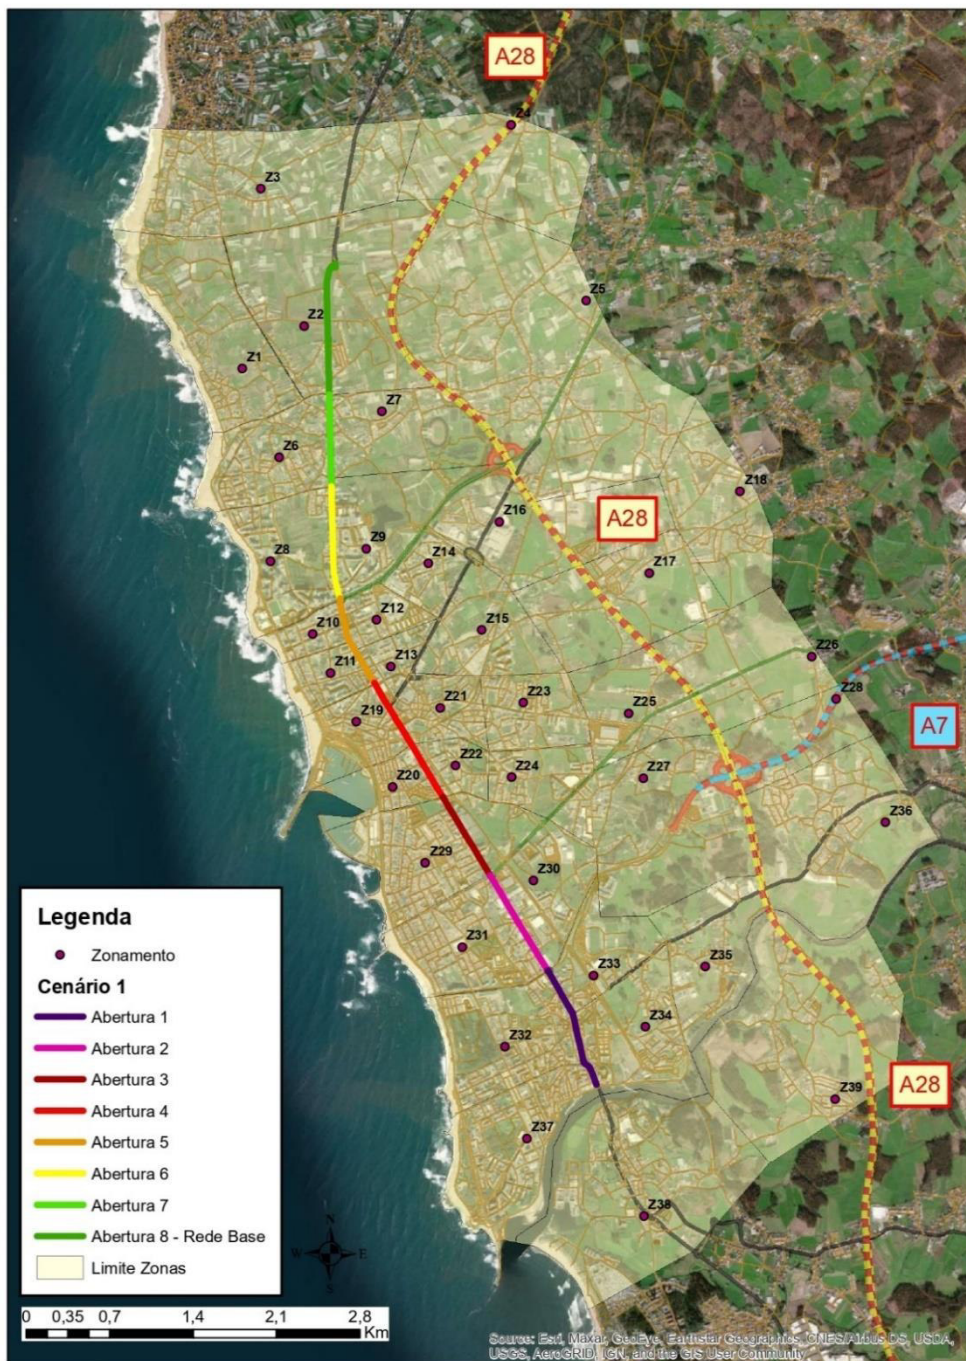 A28
Z4
Z3
Z5
Z2
Z1
Z7
Z6
Z18
A28
Z16
Z9
Z8
Z14
Z17
Z12
Z10
Z15
Z26
Z13
Z11
Z28
Z23
Z21
Z25
Z19
A7
Z22
Z24
Z27
Z20
Z36
Z29
Z30
Legenda
Zonamento
Z31
Z35
Z33
Cenário 1
Abertura 1
Z34
Abertura 2
Z32
Abertura 3
A28
Z39
Abertura 4
Abertura 5
Z37
Abertura 6
Abertura 7
Z38
N
Abertura 8 - Rede Base
W E
Limite Zonas
S
0 0,35 0,7 1,4 2,1 2,8
Km
Source: Esri, Maxar, GeoEye, Earthstar Geographics, CNES/Airbus DS, USDA,
USGS, AeroGRID, IGN, and the GIS User Community